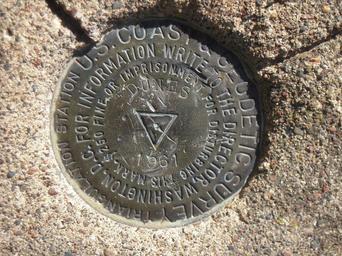 U.S. COAST & GEODETIC SURVEY
TRIANGULATION STATION
FOR INFORMATION WRITE TO THE DIRECTOR, WASHINGTON, D.C.
$250 FINE OR IMPRISONMENT FOR DISTURBING THIS MARK.
1961